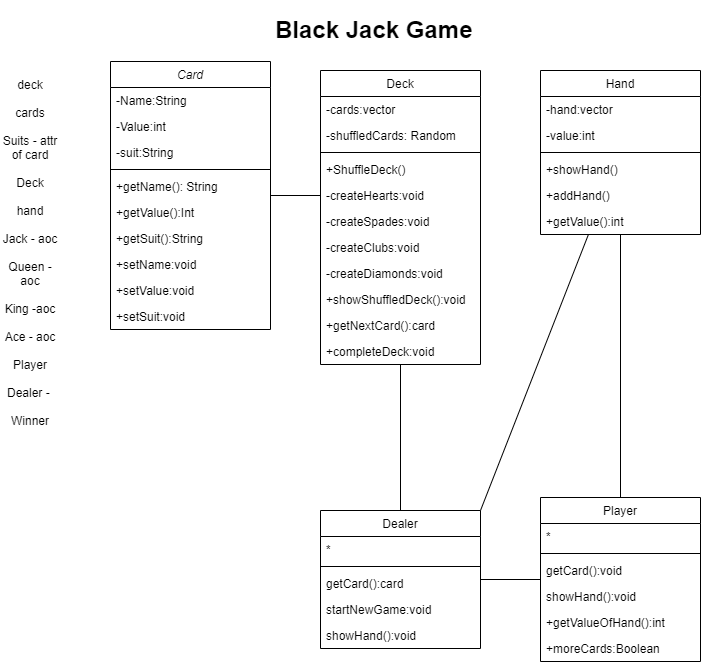 Black Jack Game
deck
cards
Suits - attr
of card
Deck
hand
Jack - aoc
Queen -
aoc
King -aoc
Ace - aoc
Player
Dealer -
Winner
Card
-Name:String
-Value:int
-suit:String
+getName(): String
+getValue():Int
+getSuit():String
+setName:void
+setValue:void
+setSuit:void
Deck
-cards:vector
-shuffledCards: Random
+ShuffleDeck()
-createHearts:void
-createSpades:void
-createClubs:void
-createDiamonds:void
+showShuffledDeck():void
+getNextCard():card
+completeDeck:void
Hand
-hand:vector
-value:int
+showHand()
+addHand()
+getValue():int
Dealer
*
getCard():card
startNewGame:void
showHand():void
Player
*
getCard():void
showHand():void
+getValueOfHand():int
+moreCards:Boolean